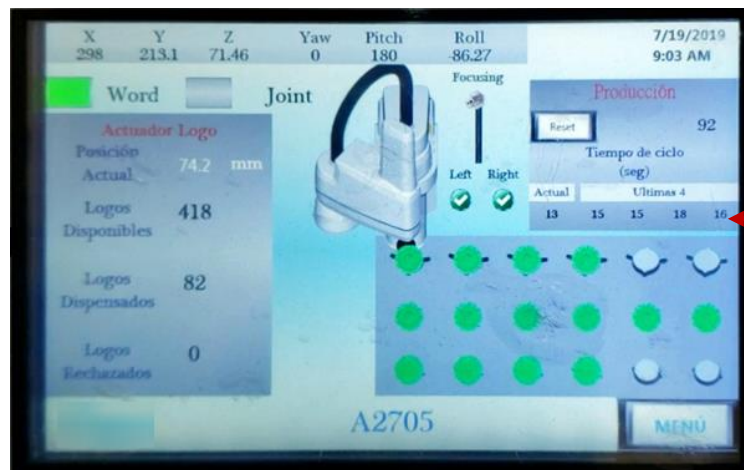 X Y Z Yaw Pitch Roll 7/19/2019
298 213.1 71.46 0 180 -86.27 9:03 AM
Word Joint
Focusing
Left Right
Actuador Logo
Posición
Actual
74.2 mm
Logos
Disponibles
418
Logos
Dispensados
82
Logos
Rechazados
0
Producción
Reset 92
Tiempo de ciclo
(seg)
Actual Ultimas 4
13 15 15 18 16
A2705
MENÚ